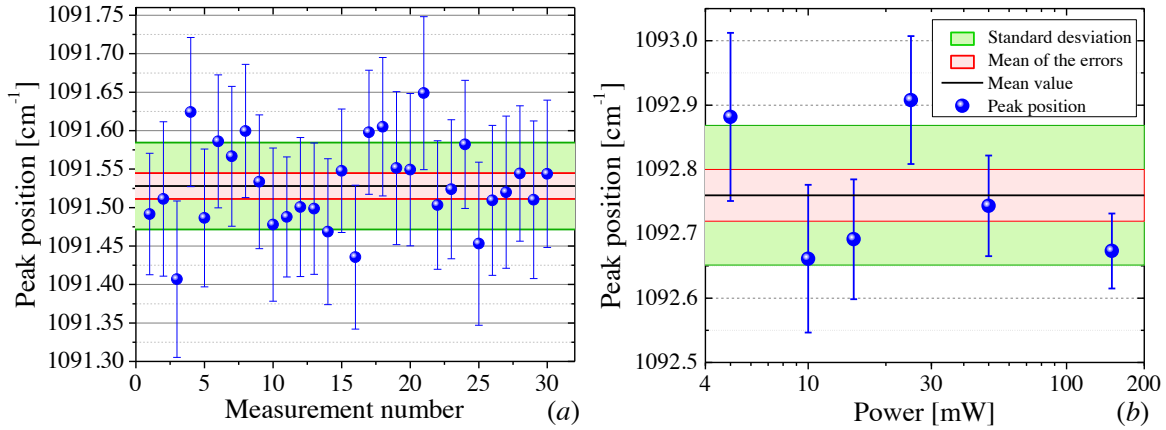 1091.75
1091.70
1091.65
1091.60
1091.55
1091.50
1091.45
1091.40
1091.35
1091.30
Peak position [cm-1]
0 5 10 15 20 25 30
Measurement number
(a)
1093.0
1092.9
1092.8
1092.7
1092.6
1092.5
Peak position [cm-1]
Standard desviation
Mean of the errors
Mean value
Peak position
4 10 30 100 200
Power [mW]
(b)